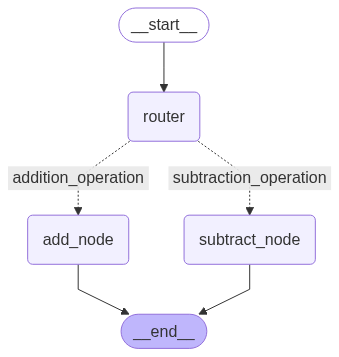 __start__
router
addition_operation
subtraction_operation
add_node
subtract_node
__end__